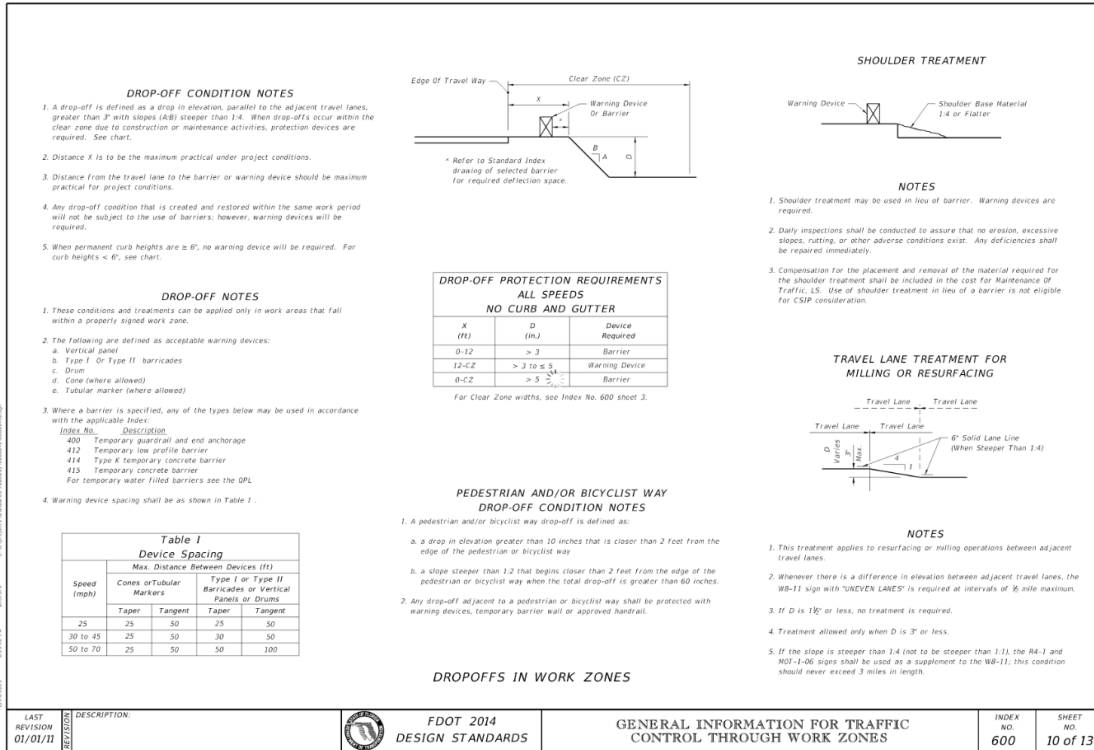 DROP-OFF CONDITION NOTES
1. A drop-off is defined as a drop in elevation, parallel to the adjacent travel lanes,
greater than 3" with slopes (A:B) steeper than 1:4. When drop-offs occur within the
clear zone due to construction or maintenance activities, protection devices are
required. See chart.
2. Distance X is to be the maximum practical under project conditions.
3. Distance from the travel lane to the barrier or warning device should be maximum
practical for project conditions.
4. Any drop-off condition that is created and restored within the same work period
will not be subject to the use of barriers; however, warning devices will be
required.
5. When permanent curb heights are ≥ 6", no warning device will be required. For
curb heights < 6", see chart.
DROP-OFF NOTES
1. These conditions and treatments can be applied only in work areas that fall
within a properly signed work zone.
2. The following are defined as acceptable warning devices:
a. Vertical panel
b. Type I Or Type II barricades
c. Drum
d. Cone (where allowed)
e. Tubular marker (where allowed)
3. Where a barrier is specified, any of the types below may be used in accordance
with the applicable Index:
Index No. Description
400 Temporary guardrail and end anchorage
412 Temporary low profile barrier
414 Type K temporary concrete barrier
415 Temporary concrete barrier
For temporary water filled barriers see the QPL
4. Warning device spacing shall be as shown in Table I .
Table I
Device Spacing
Speed
(mph)
Max. Distance Between Devices (ft)
Cones orTubular
Markers
Type I or Type II
Barricades or Vertical
Panels or Drums
Taper Tangent Taper Tangent
25 25 50 25 50
30 to 45 25 50 30 50
50 to 70 25 50 50 100
Edge Of Travel Way
Clear Zone (CZ)
X
Warning Device
Or Barrier
*
B
A
D
* Refer to Standard Index
drawing of selected barrier
for required deflection space.
DROP-OFF PROTECTION REQUIREMENTS
ALL SPEEDS
NO CURB AND GUTTER
X
(ft)
D
(in.)
Device
Required
0-12 > 3 Barrier
12-CZ > 3 to ≤ 5 Warning Device
0-CZ > 5 Barrier
For Clear Zone widths, see Index No. 600 sheet 3.
PEDESTRIAN AND/OR BICYCLIST WAY
DROP-OFF CONDITION NOTES
1. A pedestrian and/or bicyclist way drop-off is defined as:
a. a drop in elevation greater than 10 inches that is closer than 2 feet from the
edge of the pedestrian or bicyclist way
b. a slope steeper than 1:2 that begins closer than 2 feet from the edge of the
pedestrian or bicyclist way when the total drop-off is greater than 60 inches.
2. Any drop-off adjacent to a pedestrian or bicyclist way shall be protected with
warning devices, temporary barrier wall or approved handrail.
DROPOFFS IN WORK ZONES
SHOULDER TREATMENT
Warning Device
Shoulder Base Material
1:4 or Flatter
NOTES
1. Shoulder treatment may be used in lieu of barrier. Warning devices are
required.
2. Daily inspections shall be conducted to assure that no erosion, excessive
slopes, rutting, or other adverse conditions exist. Any deficiencies shall
be repaired immediately.
3. Compensation for the placement and removal of the material required for
the shoulder treatment shall be included in the cost for Maintenance Of
Traffic, LS. Use of shoulder treatment in lieu of a barrier is not eligible
for CSIP consideration.
TRAVEL LANE TREATMENT FOR
MILLING OR RESURFACING
Travel Lane Travel Lane
Travel Lane Travel Lane
D
Varies
3"
Max.
4
1
6" Solid Lane Line
(When Steeper Than 1:4)
NOTES
1. This treatment applies to resurfacing or milling operations between adjacent
travel lanes.
2. Whenever there is a difference in elevation between adjacent travel lanes, the
W8-11 sign with "UNEVEN LANES" is required at intervals of ½ mile maximum.
3. If D is 1½" or less, no treatment is required.
4. Treatment allowed only when D is 3" or less.
5. If the slope is steeper than 1:4 (not to be steeper than 1:1), the R4-1 and
MOT-1-06 signs shall be used as a supplement to the W8-11; this condition
should never exceed 3 miles in length.
LAST
REVISION
01/01/11
REVISION
DESCRIPTION:
FDOT 2014
DESIGN STANDARDS
GENERAL INFORMATION FOR TRAFFIC
CONTROL THROUGH WORK ZONES
INDEX
NO.
600
SHEET
NO.
10 of 13